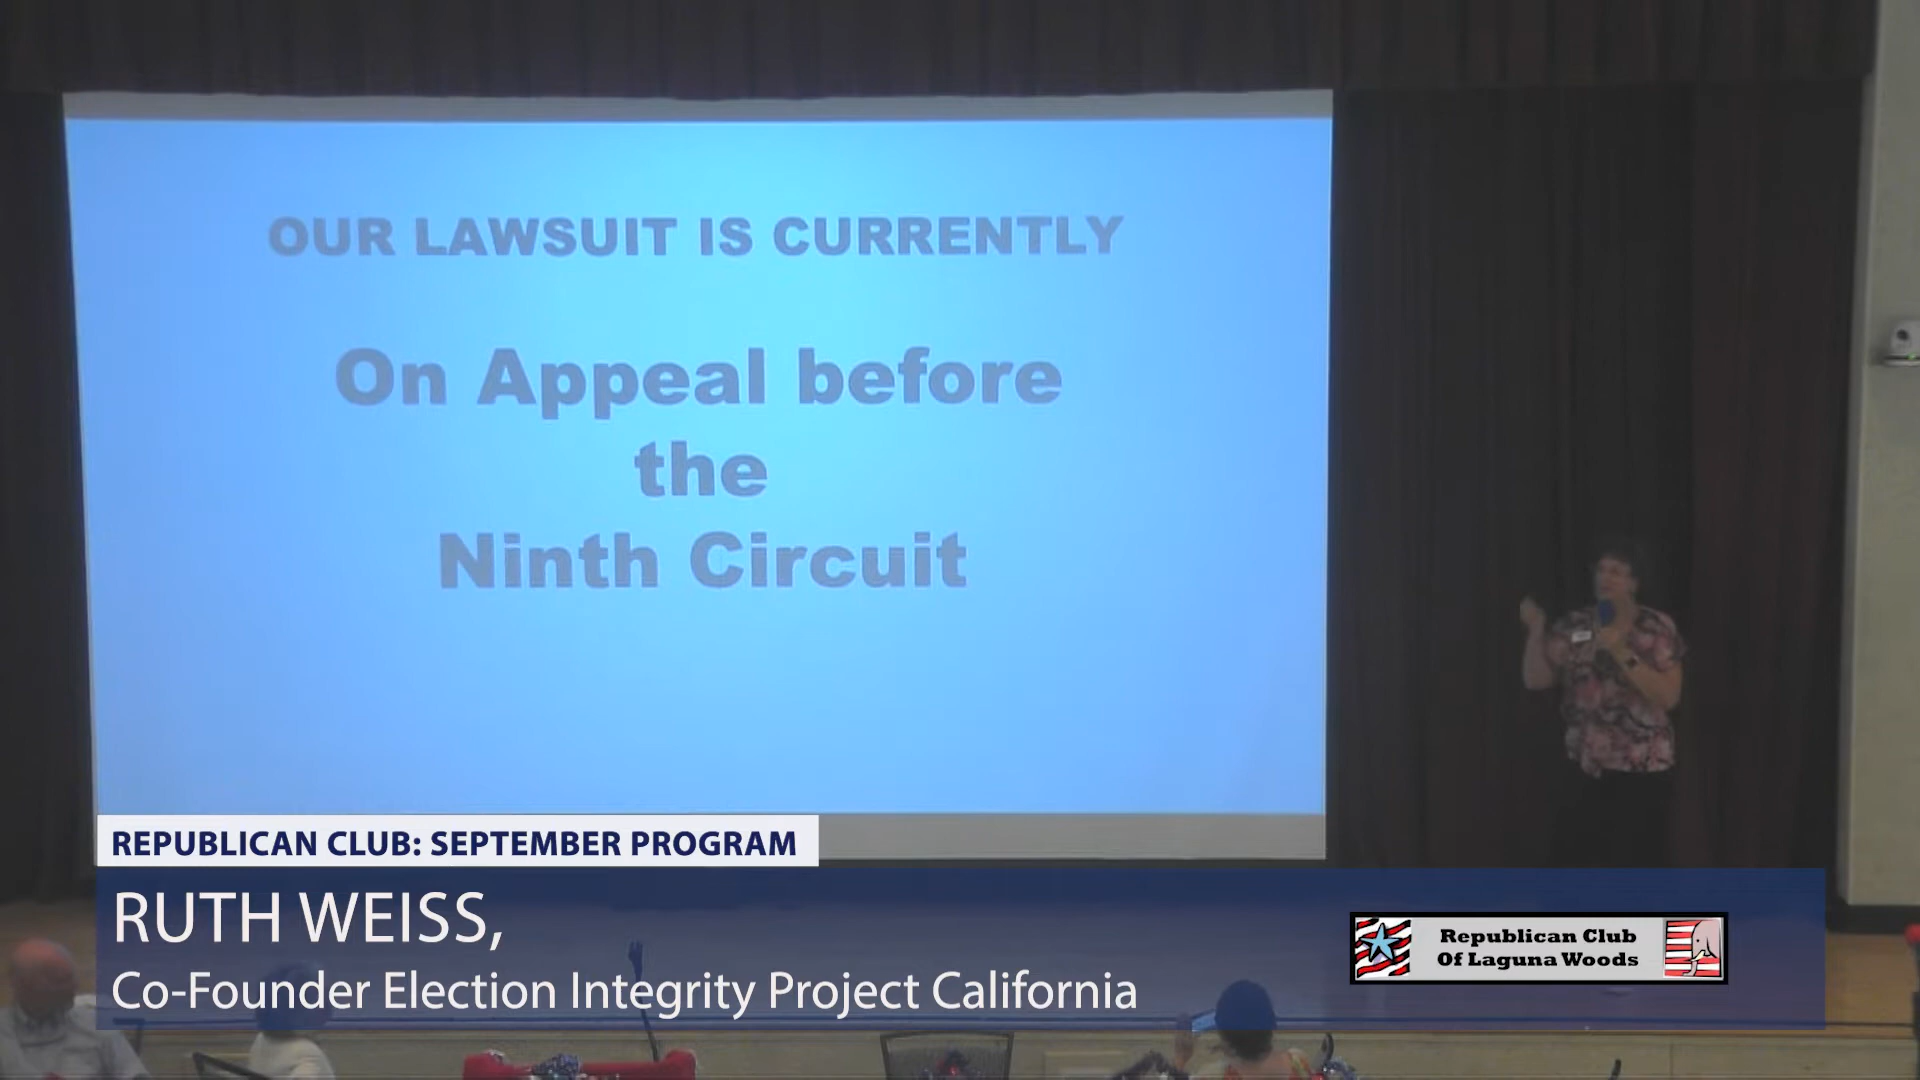 OUR LAWSUIT IS CURRENTLY
On Appeal before
the
Ninth Circuit
REPUBLICAN CLUB: SEPTEMBER PROGRAM
RUTH WEISS,
Co-Founder Election Integrity Project California
Republican Club
Of Laguna Woods